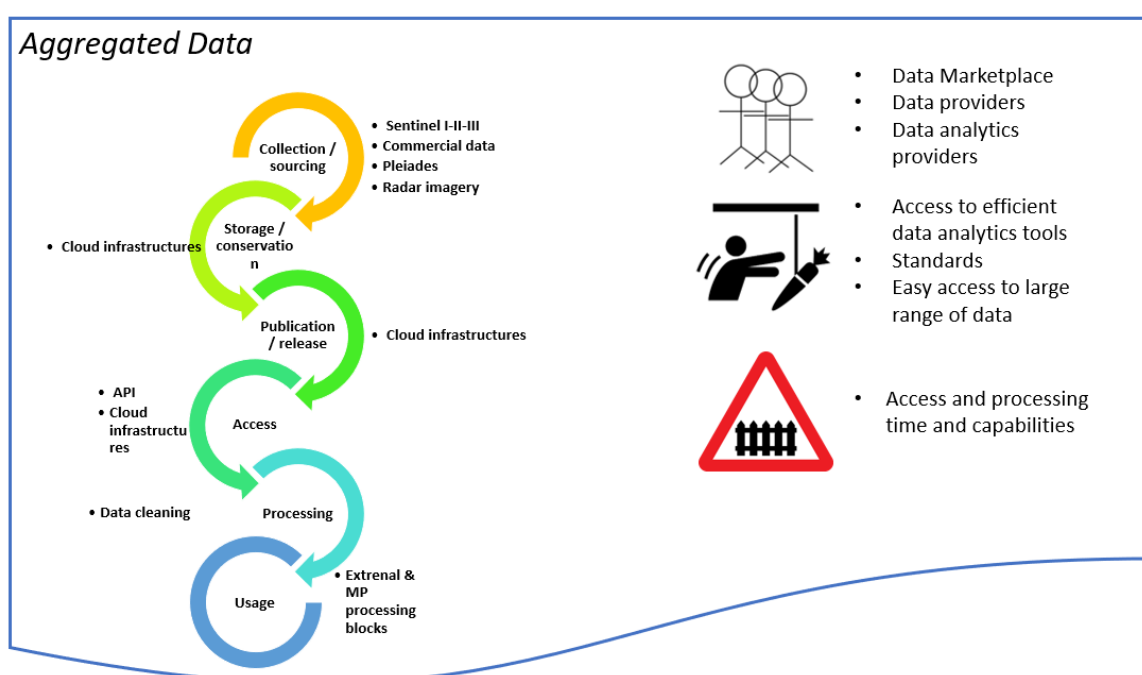 Aggregated Data
Collection /
sourcing
• Sentinel I-II-III
• Commercial data
• Pleiades
• Radar imagery
Storage /
conservatio
n
• Cloud infrastructures
Publication
/ release
• Cloud infrastructures
Access
• API
• Cloud
infrastructu
res
Processing
• Data cleaning
Usage
• Extrenal &
MP
processing
blocks
• Data Marketplace
• Data providers
• Data analytics
providers
• Access to efficient
data analytics tools
• Standards
• Easy access to large
range of data
• Access and processing
time and capabilities